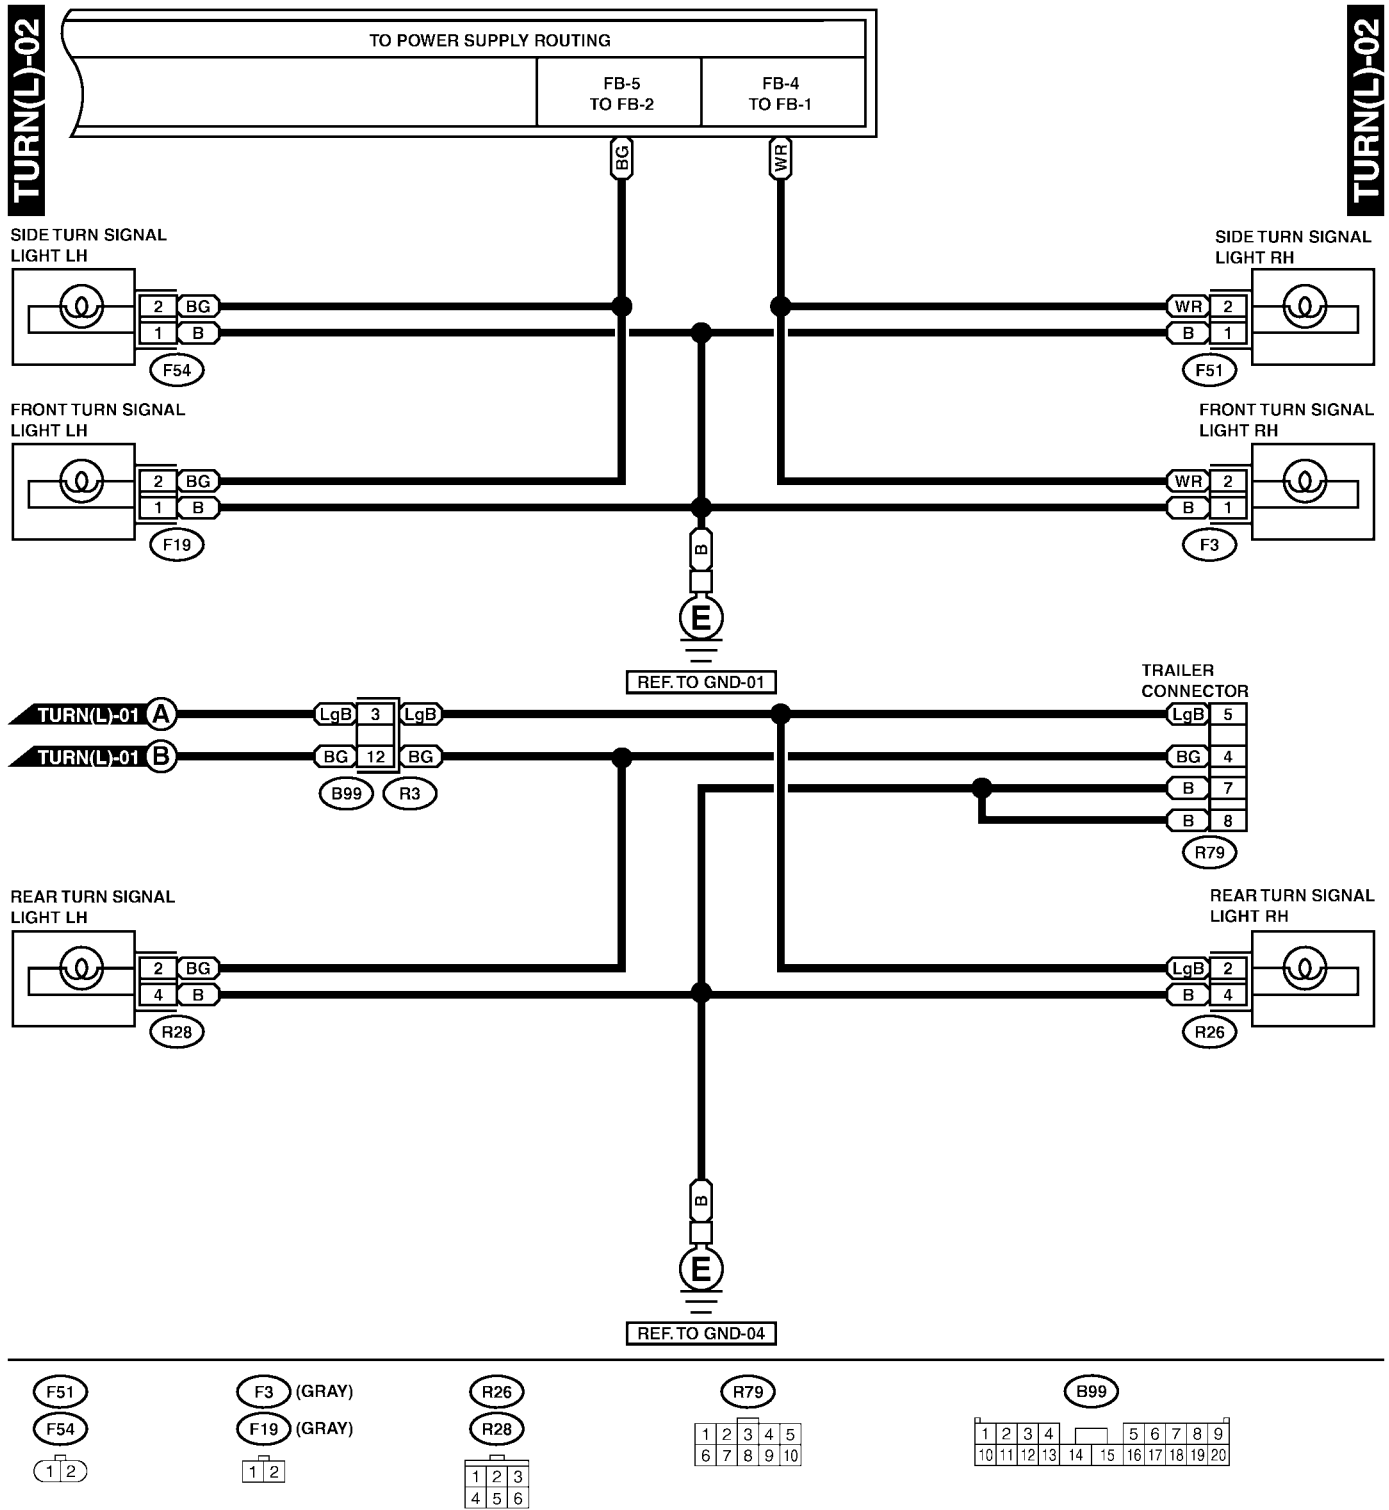 TURN(L)-02
TURN(L)-02
TO POWER SUPPLY ROUTING
FB-5
TO FB-2
FB-4
TO FB-1
BG
WR
SIDE TURN SIGNAL
LIGHT LH
2 BG
1 B
F54
SIDE TURN SIGNAL
LIGHT RH
WR 2
B 1
F51
FRONT TURN SIGNAL
LIGHT LH
2 BG
1 B
F19
FRONT TURN SIGNAL
LIGHT RH
WR 2
B 1
F3
B
E
REF. TO GND-01
TURN(L)-01 A
LgB 3 LgB
TURN(L)-01 B
BG 12 BG
B99 R3
TRAILER
CONNECTOR
LgB 5
BG 4
B 7
B 8
R79
REAR TURN SIGNAL
LIGHT LH
2 BG
4 B
R28
REAR TURN SIGNAL
LIGHT RH
LgB 2
B 4
R26
B
E
REF. TO GND-04
F51
F54
1 2
F3 (GRAY)
F19 (GRAY)
1 2
R26
R28
1 2 3
4 5 6
R79
1 2 3 4 5
6 7 8 9 10
B99
1 2 3 4 5 6 7 8 9
10 11 12 13 14 15 16 17 18 19 20